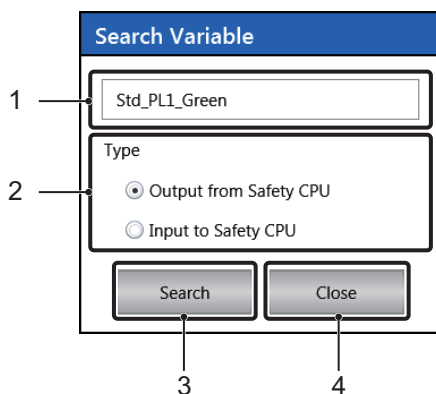 Search Variable
1
Std_PL1_Green
2
Type
Output from Safety CPU
Input to Safety CPU
Search
Close
3
4